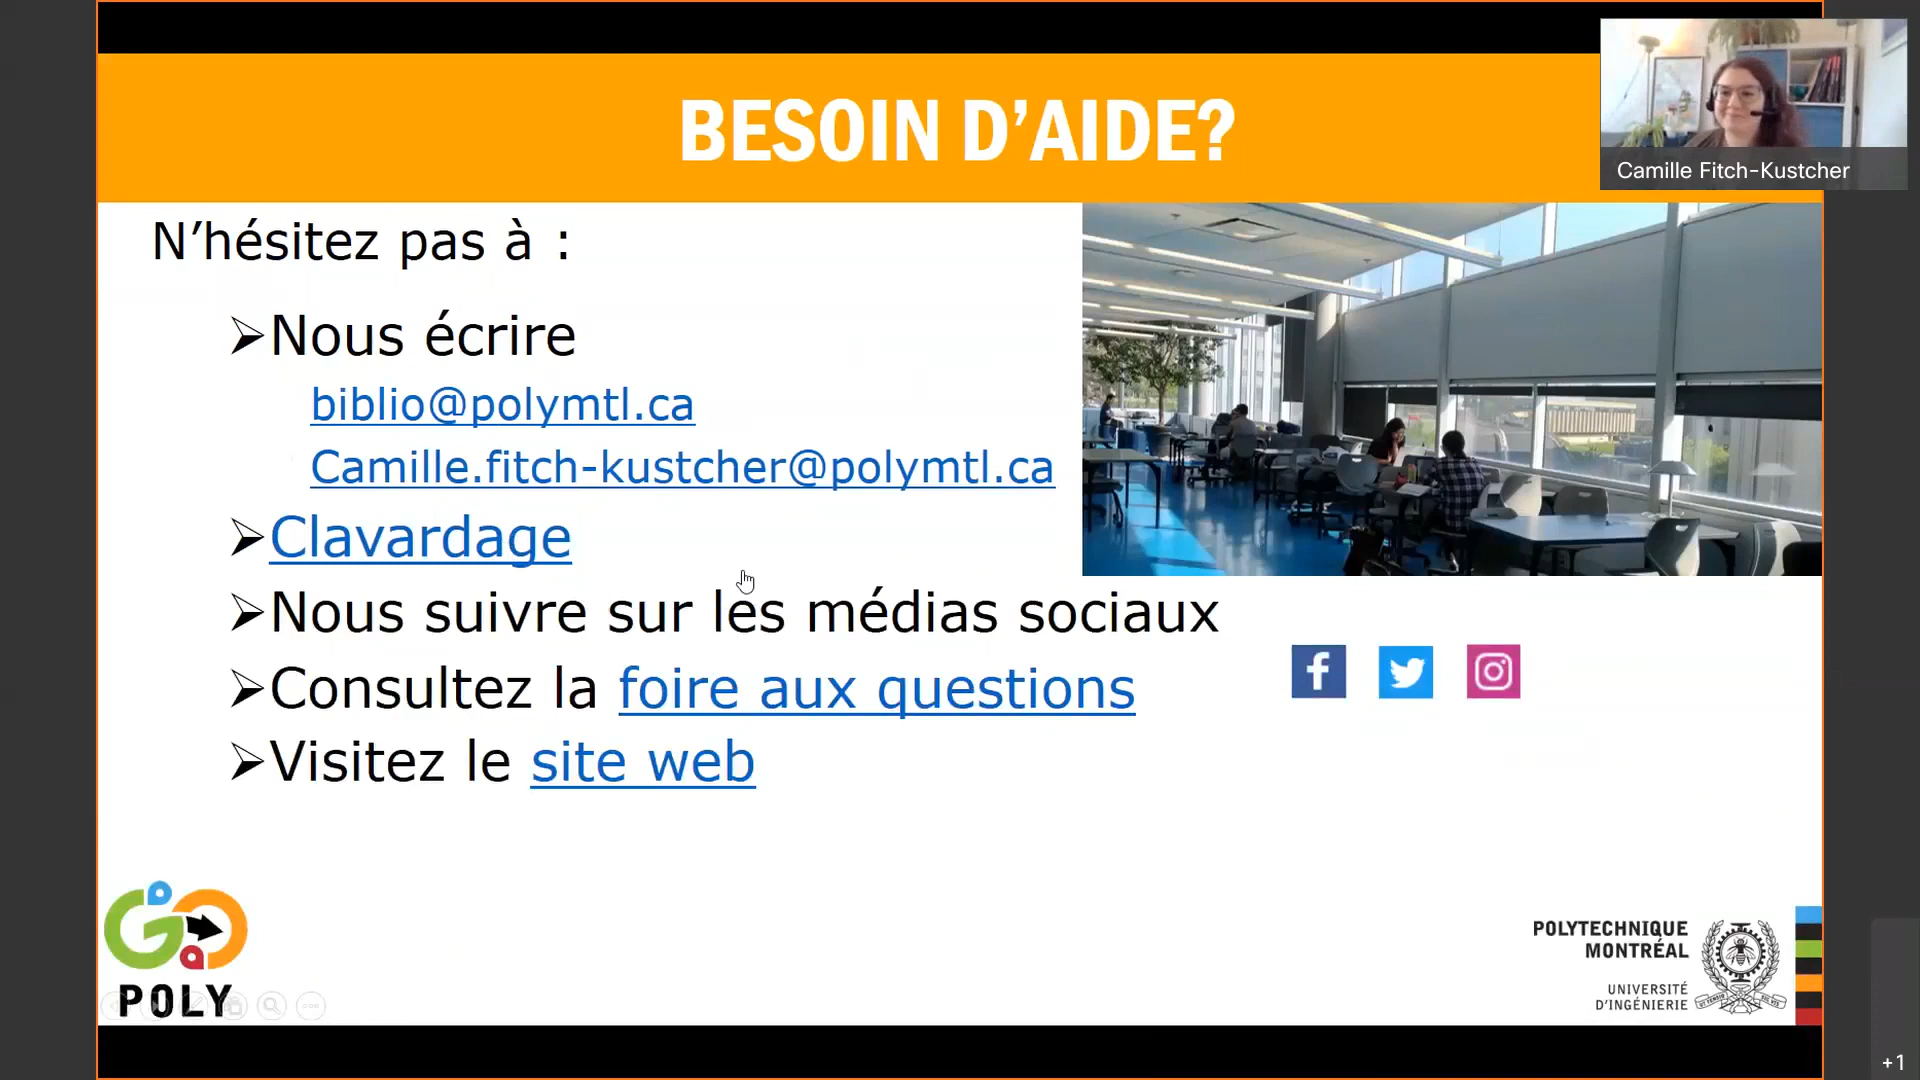 BESOIN D’AIDE?
Camille Fitch-Kustcher
N’hésitez pas à :
➢Nous écrire
biblio@polymtl.ca
Camille.fitch-kustcher@polymtl.ca
➢Clavardage
➢Nous suivre sur les médias sociaux
➢Consultez la foire aux questions
➢Visitez le site web
POLY
POLYTECHNIQUE
MONTRÉAL
UNIVERSITÉ
D’INGÉNIERIE
+1